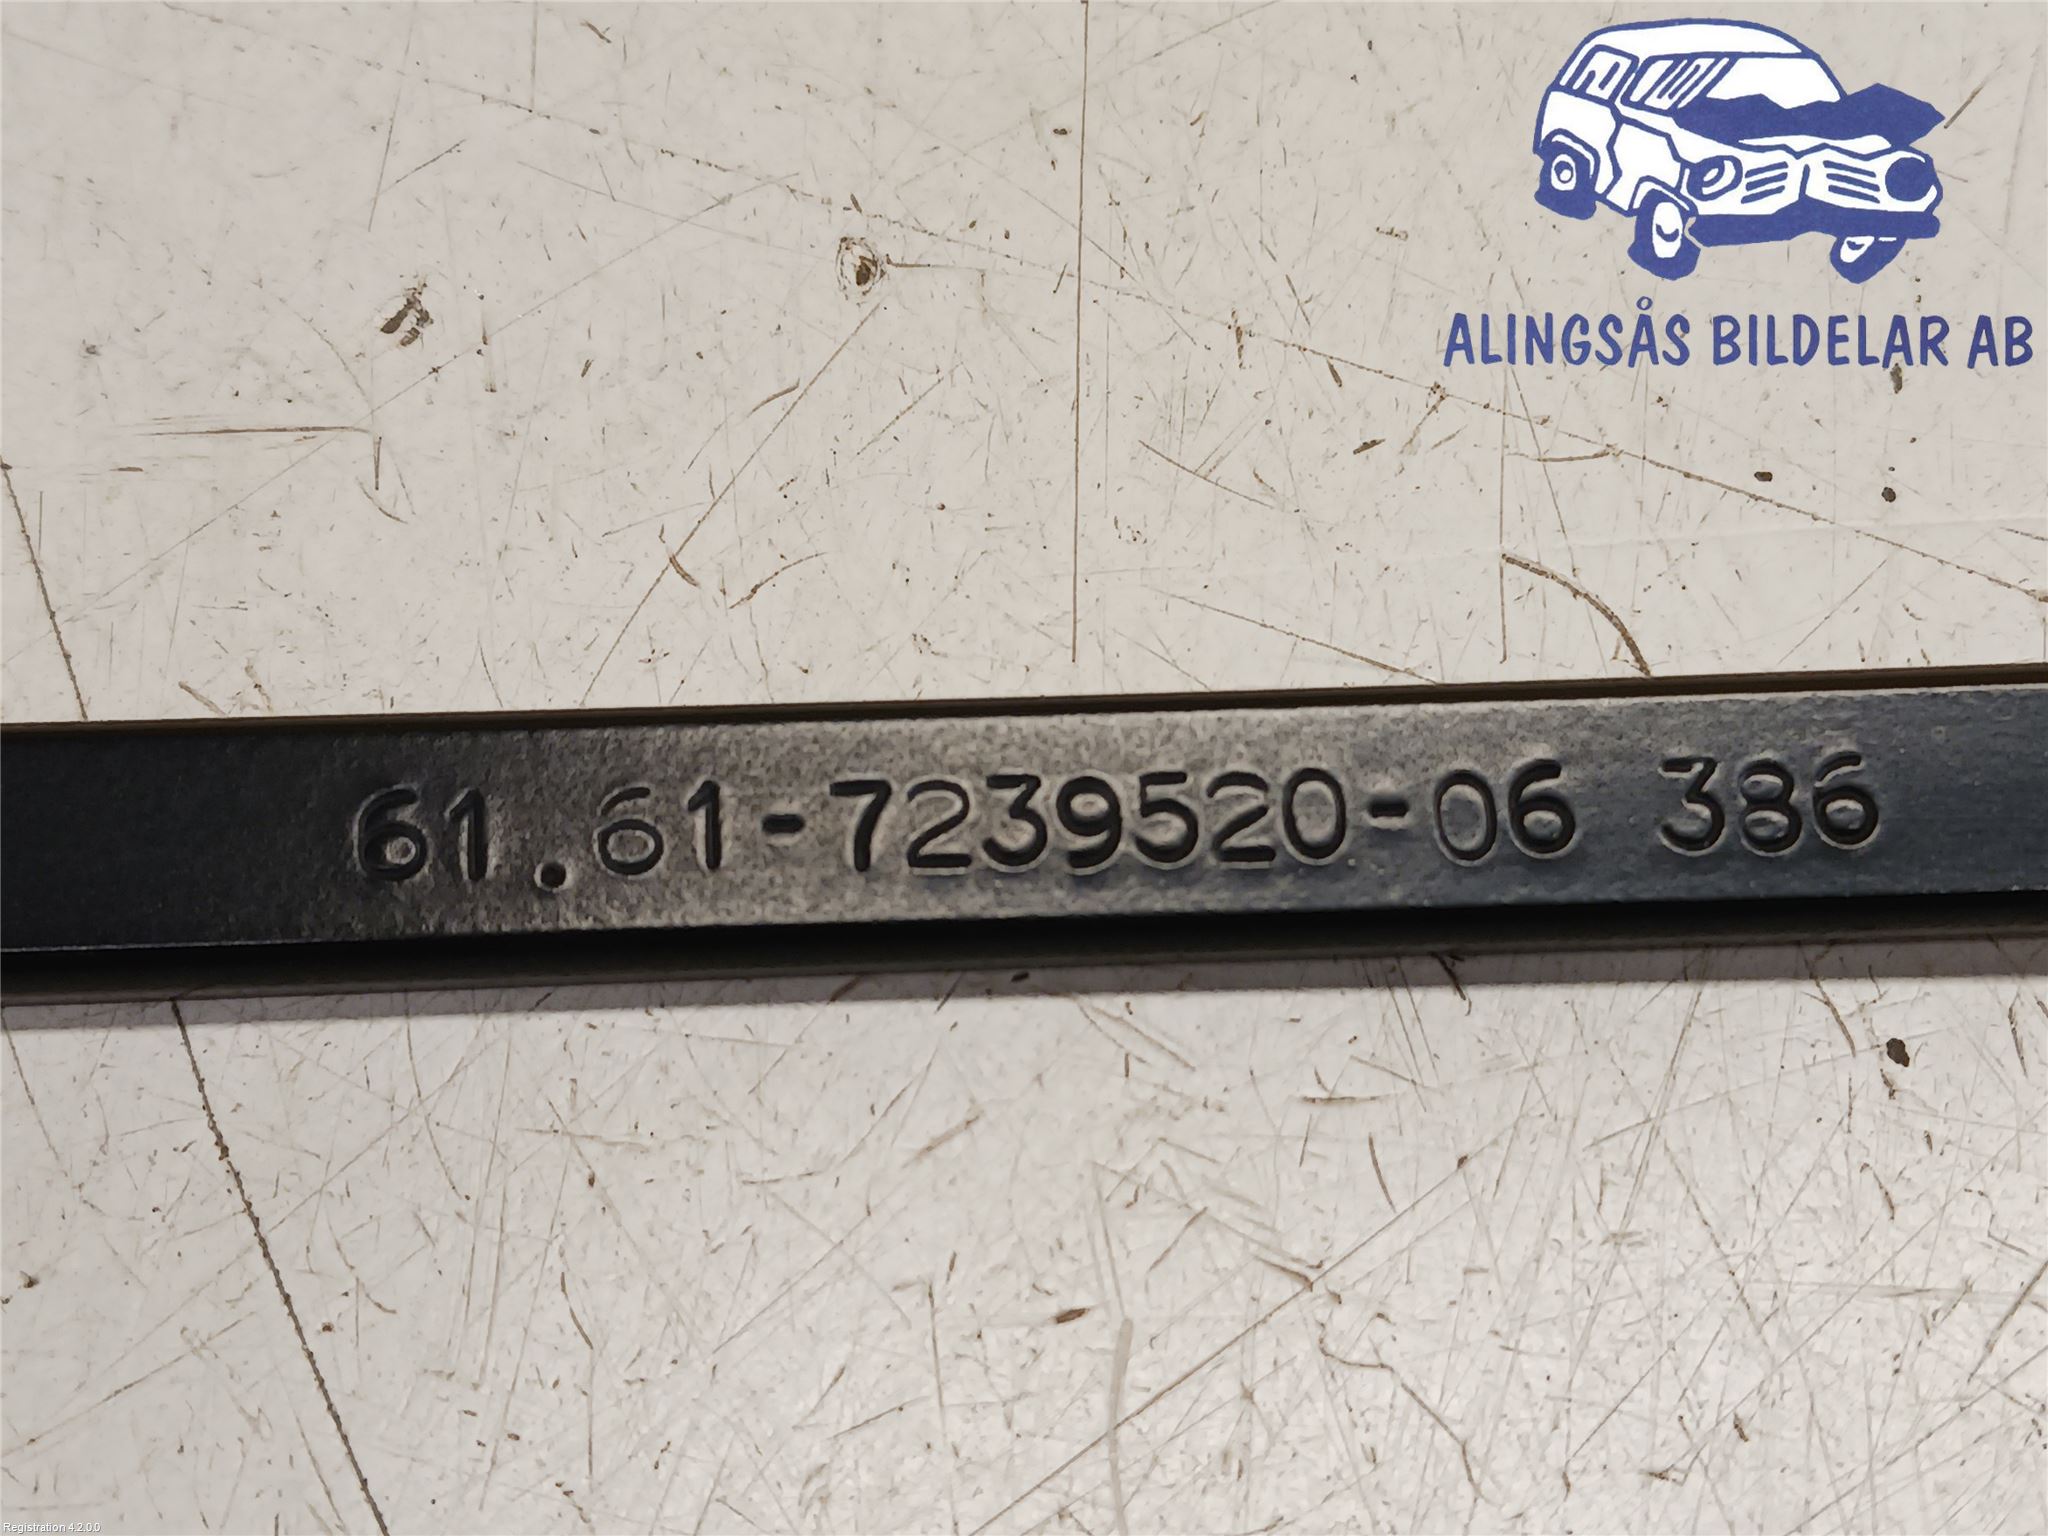 ALINGSÅS BILDELAR AB
61.61-7239520-06 386
Registration 4.2.0.0